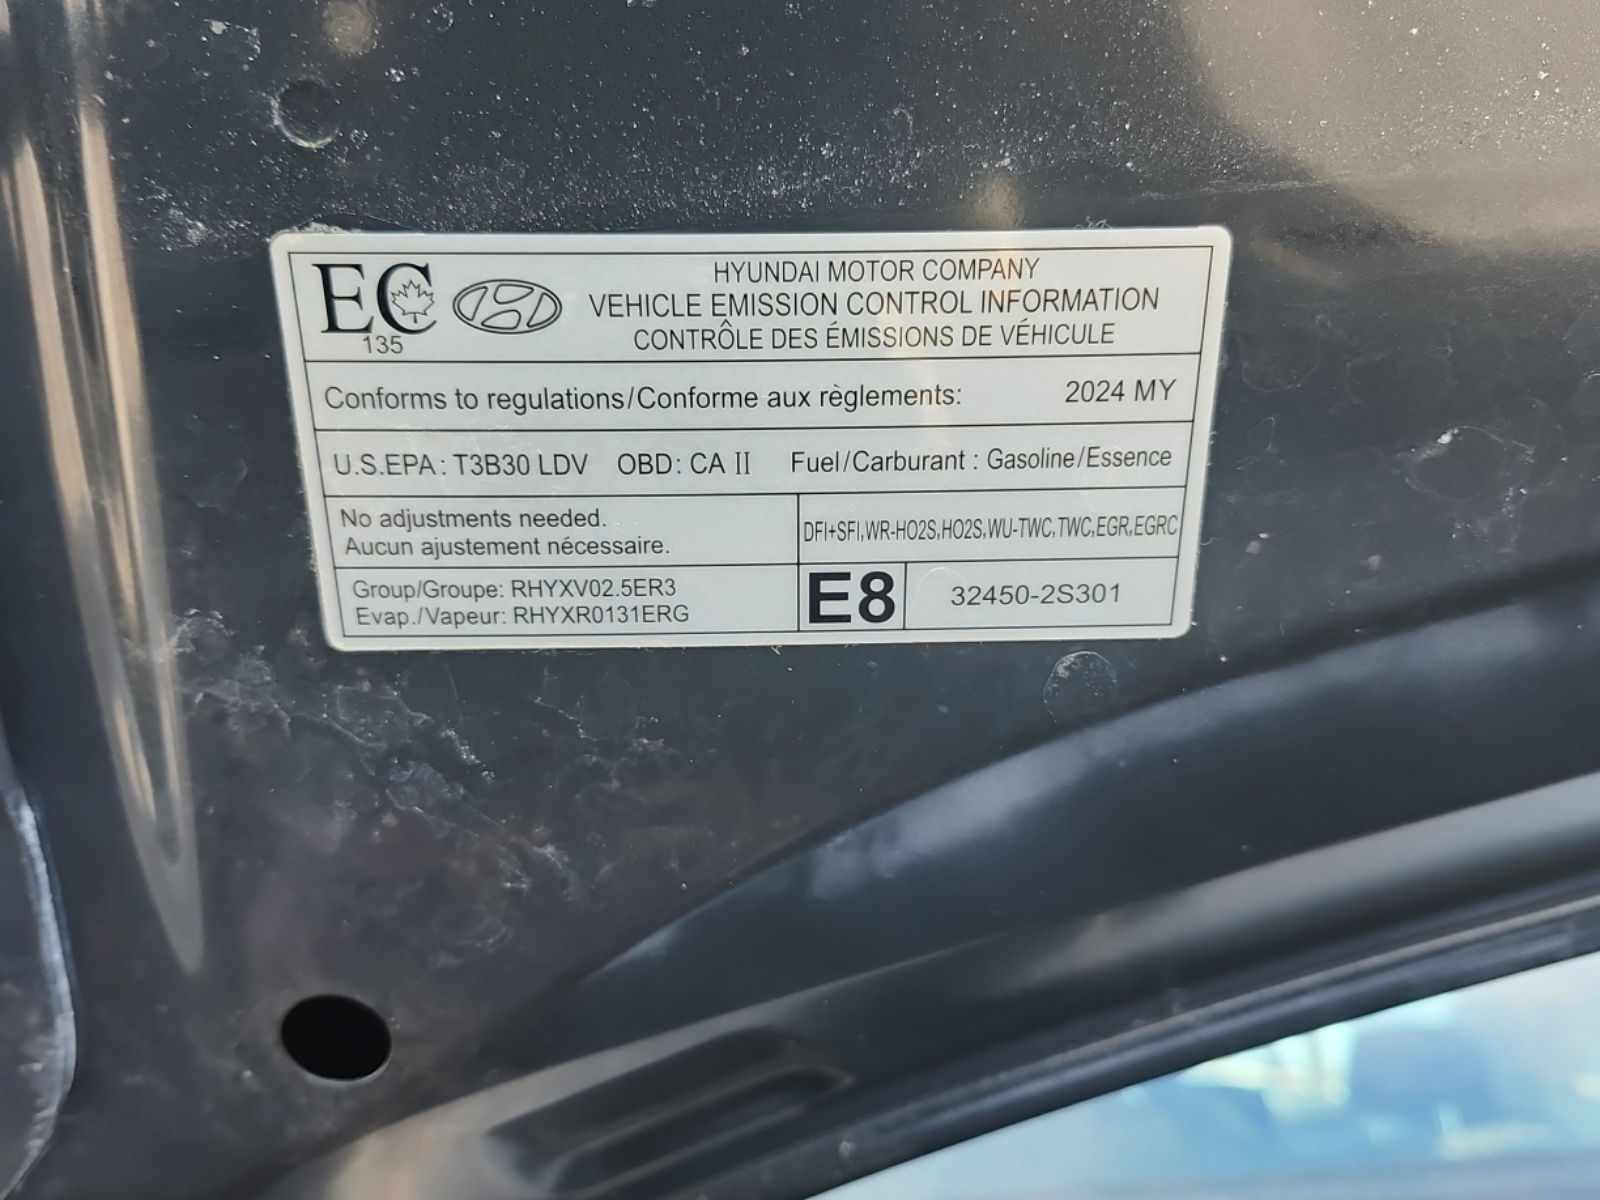 EC
135
HYUNDAI MOTOR COMPANY
VEHICLE EMISSION CONTROL INFORMATION
CONTRÔLE DES ÉMISSIONS DE VÉHICULE
Conforms to regulations/Conforme aux règlements: 2024 MY
U.S.EPA : T3B30 LDV OBD: CA II Fuel/Carburant : Gasoline/Essence
No adjustments needed.
Aucun ajustement nécessaire.
DFI+SFI,WR-HO2S,HO2S,WU-TWC,TWC,EGR,EGRC
Group/Groupe: RHYXV02.5ER3
Evap./Vapeur: RHYXR0131ERG
E8
32450-2S301